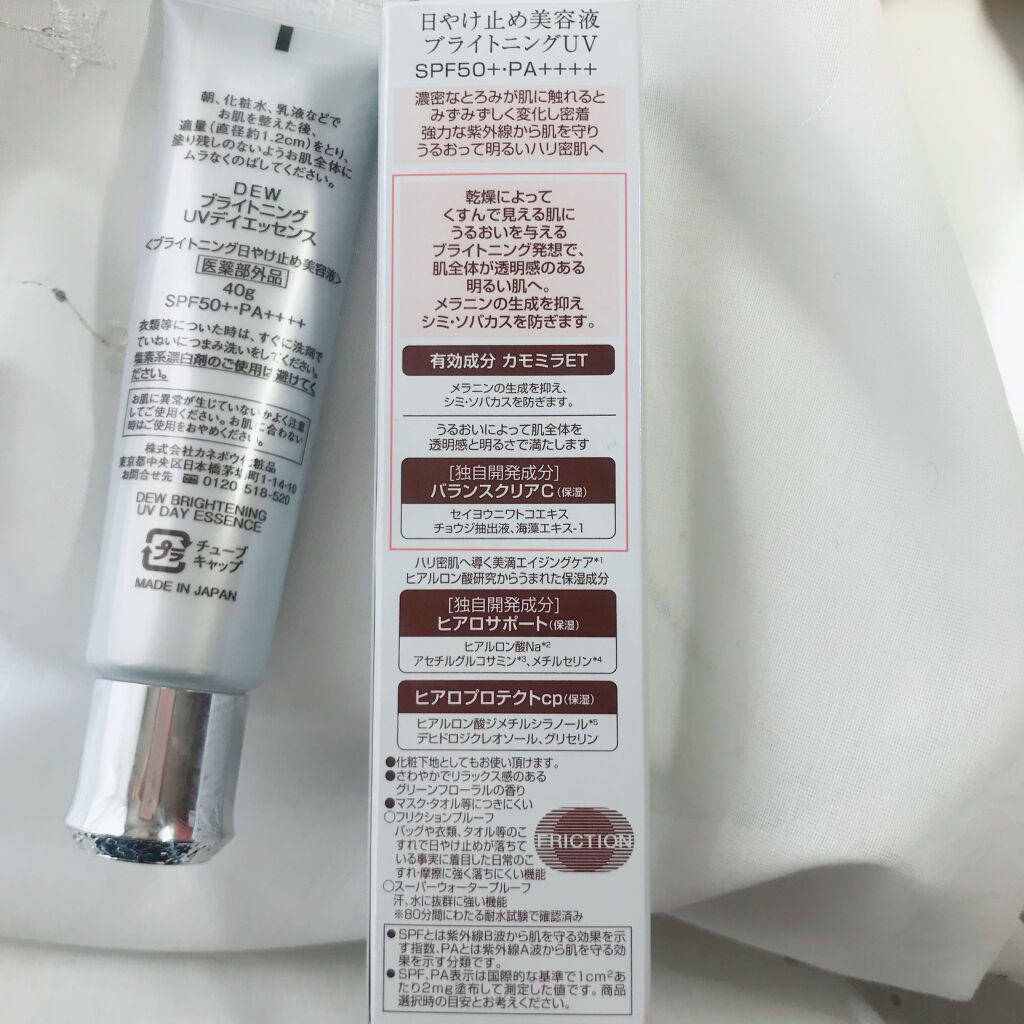 朝、化粧水、乳液などで
お肌を整えた後、
適量（直径約1.2cm）をとり、
塗り残しのないようお肌全体に
ムラなくのばしてください。
DEW
ブライトニング
UVデイエッセンス
〈ブライトニング日やけ止め美容液〉
医薬部外品
40g
SPF50+・PA++++
衣類等についた時は、すぐに洗剤で
ていねいにつまみ洗いをしてください。
塩素系漂白剤のご使用は避けてく
ださい。
お肌に異常が生じていないかよく注意
してご使用ください。お肌に合わない
時はご使用をおやめください。
株式会社カネボウ化粧品
東京都中央区日本橋茅場町1-14-10
お問合せ先 0120-518-520
DEW BRIGHTENING
UV DAY ESSENCE
プラ
チューブ
キャップ
MADE IN JAPAN
日やけ止め美容液
ブライトニングUV
SPF50+・PA++++
濃密なとろみが肌に触れると
みずみずしく変化し密着
強力な紫外線から肌を守り
うるおって明るいハリ密肌へ
乾燥によって
くすんで見える肌に
うるおいを与える
ブライトニング発想で、
肌全体が透明感のある
明るい肌へ。
メラニンの生成を抑え
シミ・ソバカスを防ぎます。
有効成分 カモミラET
メラニンの生成を抑え、
シミ・ソバカスを防ぎます。
うるおいによって肌全体を
透明感と明るさで満たします
［独自開発成分］
バランスクリアC（保湿）
セイヨウニワトコエキス
チョウジ抽出液、海藻エキス-1
ハリ密肌へ導く美滴エイジングケア*1
ヒアルロン酸研究からうまれた保湿成分
［独自開発成分］
ヒアロサポート（保湿）
ヒアルロン酸Na*2
アセチルグルコサミン*3、メチルセリン*4
ヒアロプロテクトcp（保湿）
ヒアルロン酸ジメチルシラノール*5
デヒドロジクレオソール、グリセリン
●化粧下地としてもお使い頂けます。
●さわやかでリラックス感のある
グリーンフローラルの香り
●マスク・タオル等につきにくい
○フリクションプルーフ
バッグや衣類、タオル等のこ
すれで日やけ止めが落ちて
いる事実に着目した日常のこ
すれ・摩擦に強く落ちにくい機能
FRICTION
○スーパーウォータープルーフ
汗、水に抜群に強い機能
※80分間にわたる耐水試験で確認済み
●SPFとは紫外線B波から肌を守る効果を示
す指数、PAとは紫外線A波から肌を守る効
果を示す分類です。
●SPF、PA表示は国際的な基準で1cm²あ
たり2mg塗布して測定した値です。商品
選択時の目安とお考えください。